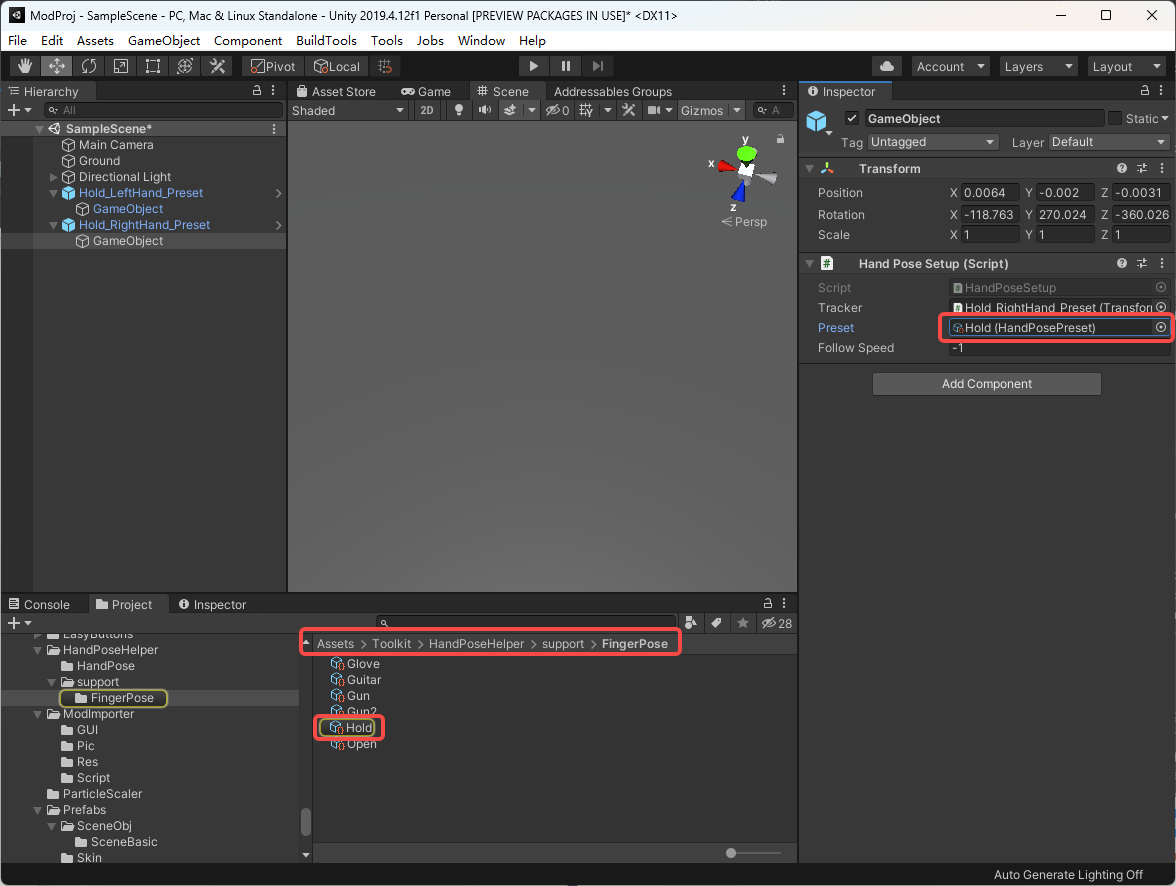 ModProj - SampleScene - PC, Mac & Linux Standalone - Unity 2019.4.12f1 Personal [PREVIEW PACKAGES IN USE]* <DX11>
File Edit Assets GameObject Component BuildTools Tools Jobs Window Help
Pivot Local Account Layers Layout
Hierarchy
All
SampleScene*
Main Camera
Ground
Directional Light
Hold_LeftHand_Preset
GameObject
Hold_RightHand_Preset
GameObject
Asset Store Game Scene Addressables Groups
Shaded 2D 0 Gizmos A
y
x
z
Persp
Inspector
GameObject Static
Tag Untagged Layer Default
Transform
Position X 0.0064 Y -0.002 Z -0.0031
Rotation X -118.763 Y 270.024 Z -360.026
Scale X 1 Y 1 Z 1
# Hand Pose Setup (Script)
Script HandPoseSetup
Tracker Hold_RightHand_Preset (Transfor
Preset Hold (HandPosePreset)
Follow Speed -1
Add Component
Console Project Inspector
28
EasyButtons
HandPoseHelper
HandPose
support
FingerPose
ModImporter
GUI
Pic
Res
Script
ParticleScaler
Prefabs
SceneObj
SceneBasic
Skin
Assets > Toolkit > HandPoseHelper > support > FingerPose
Glove
Guitar
Gun
Gun2
Hold
Open
Auto Generate Lighting Off